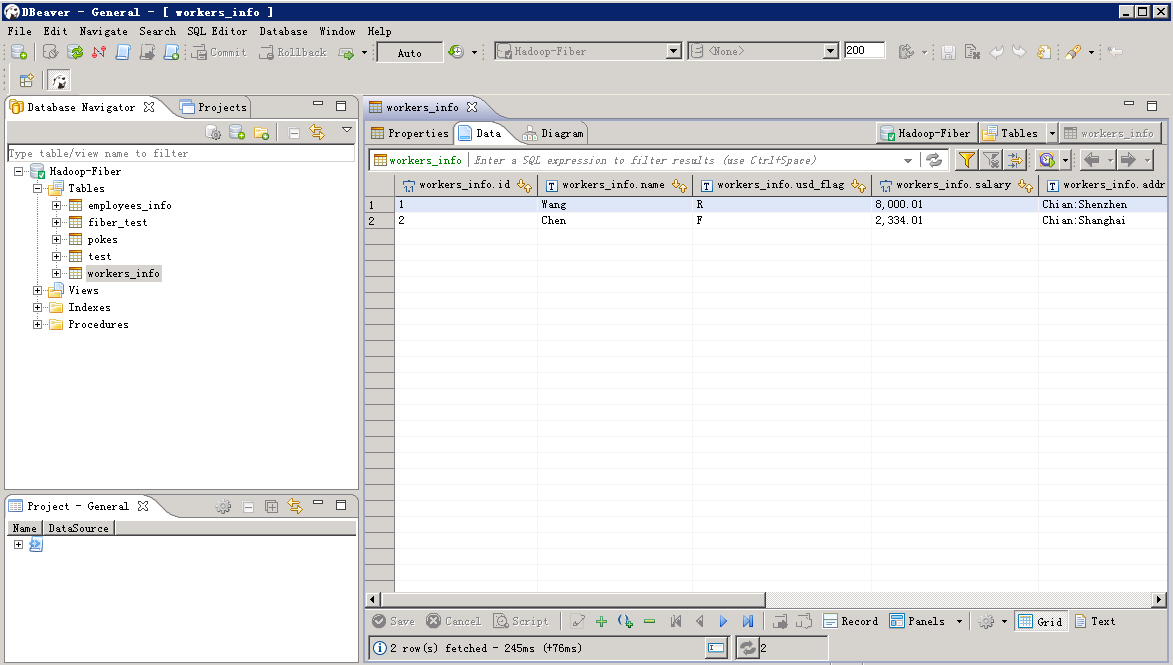 DBeaver - General - [ workers_info ]
File Edit Navigate Search SQL Editor Database Window Help
Commit Rollback Auto Hadoop-Fiber <None> 200
Database Navigator Projects
Type table/view name to filter
Hadoop-Fiber
Tables
employees_info
fiber_test
pokes
test
workers_info
Views
Indexes
Procedures
Project - General
Name DataSource
workers_info
Properties Data Diagram Hadoop-Fiber Tables workers_info
workers_info Enter a SQL expression to filter results (use Ctrl+Space)
workers_info.id workers_info.name workers_info.usd_flag workers_info.salary workers_info.addr
1 1 Wang R 8,000.01 Chian:Shenzhen
2 2 Chen F 2,334.01 Chian:Shanghai
Save Cancel Script Record Panels Grid Text
2 row(s) fetched - 245ms (+76ms) 2